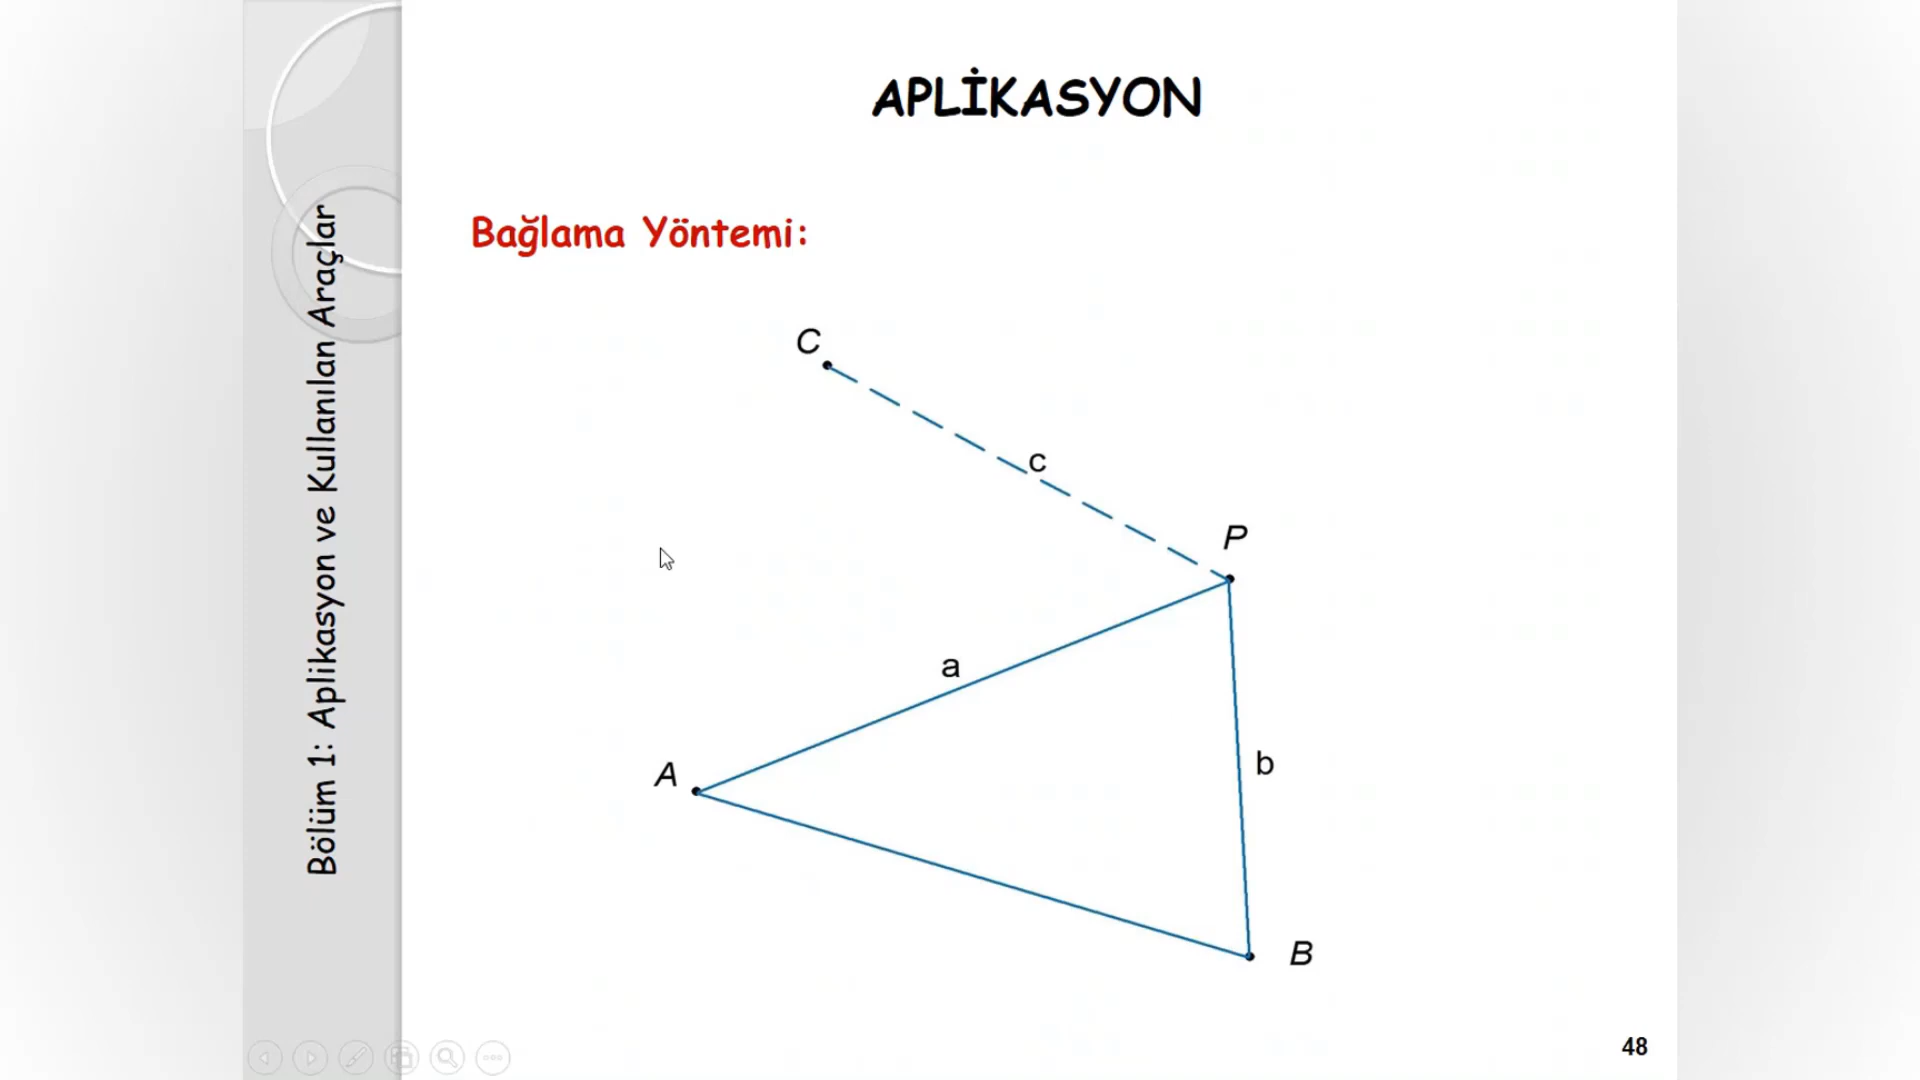 APLİKASYON
Bölüm 1: Aplikasyon ve Kullanılan Araçlar
Bağlama Yöntemi:
C
c
P
a
A
b
B
48